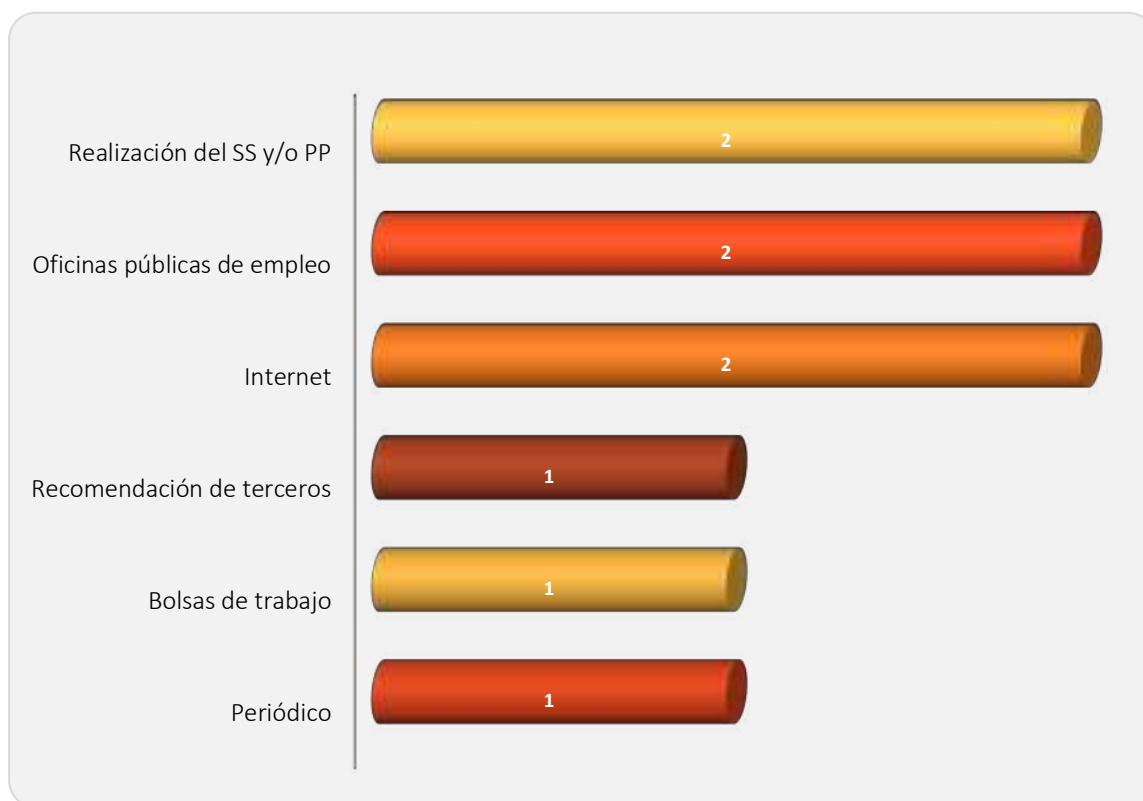 Realización del SS y/o PP
2
Oficinas públicas de empleo
2
Internet
2
Recomendación de terceros
1
Bolsas de trabajo
1
Periódico
1